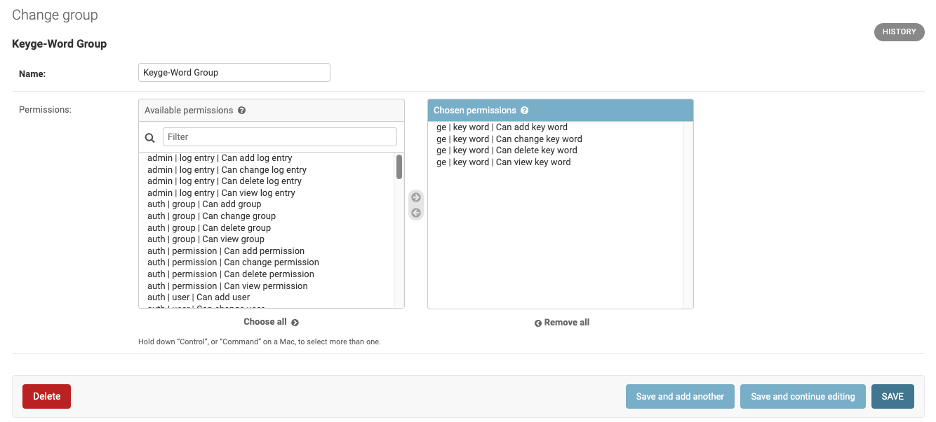 Change group
HISTORY
Keyge-Word Group
Name:
Keyge-Word Group
Permissions:
Available permissions ?
Filter
admin | log entry | Can add log entry
admin | log entry | Can change log entry
admin | log entry | Can delete log entry
admin | log entry | Can view log entry
auth | group | Can add group
auth | group | Can change group
auth | group | Can delete group
auth | group | Can view group
auth | permission | Can add permission
auth | permission | Can change permission
auth | permission | Can delete permission
auth | permission | Can view permission
auth | user | Can add user
Choose all
Chosen permissions ?
ge | key word | Can add key word
ge | key word | Can change key word
ge | key word | Can delete key word
ge | key word | Can view key word
Remove all
Hold down “Control”, or “Command” on a Mac, to select more than one.
Delete
Save and add another
Save and continue editing
SAVE